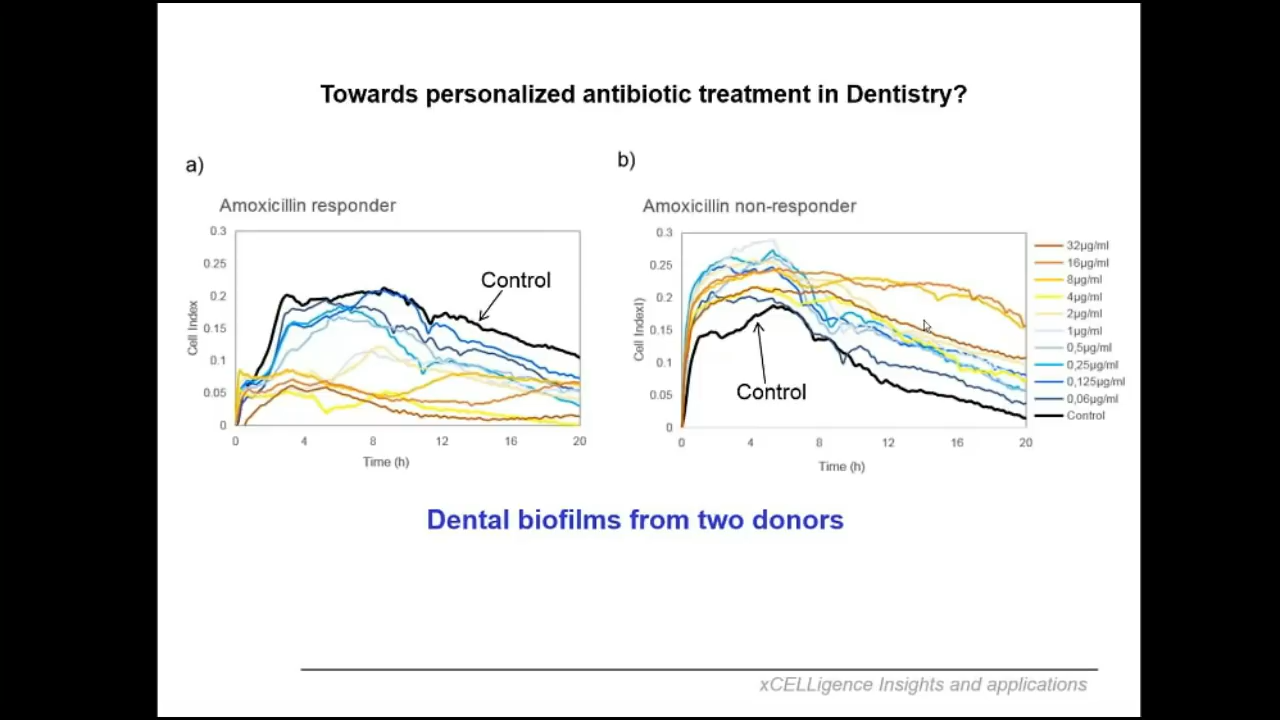 Towards personalized antibiotic treatment in Dentistry?
a)
Amoxicillin responder
0.3
0.25
0.2
0.15
0.1
0.05
0
Cell Index
Control
0 4 8 12 16 20
Time (h)
b)
Amoxicillin non-responder
0.3
0.25
0.2
0.15
0.1
0.05
0
Cell Indexl)
Control
0 4 8 12 16 20
Time (h)
32µg/ml
16µg/ml
8µg/ml
4µg/ml
2µg/ml
1µg/ml
0,5µg/ml
0,25µg/ml
0,125µg/ml
0,06µg/ml
Control
Dental biofilms from two donors
xCELLigence Insights and applications